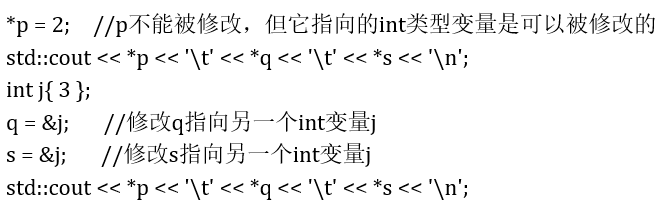 *p = 2;    //p不能被修改，但它指向的int类型变量是可以被修改的
std::cout << *p << '\t' << *q << '\t' << *s << '\n';
int j{ 3 };
q = &j;      //修改q指向另一个int变量j
s = &j;      //修改s指向另一个int变量j
std::cout << *p << '\t' << *q << '\t' << *s << '\n';